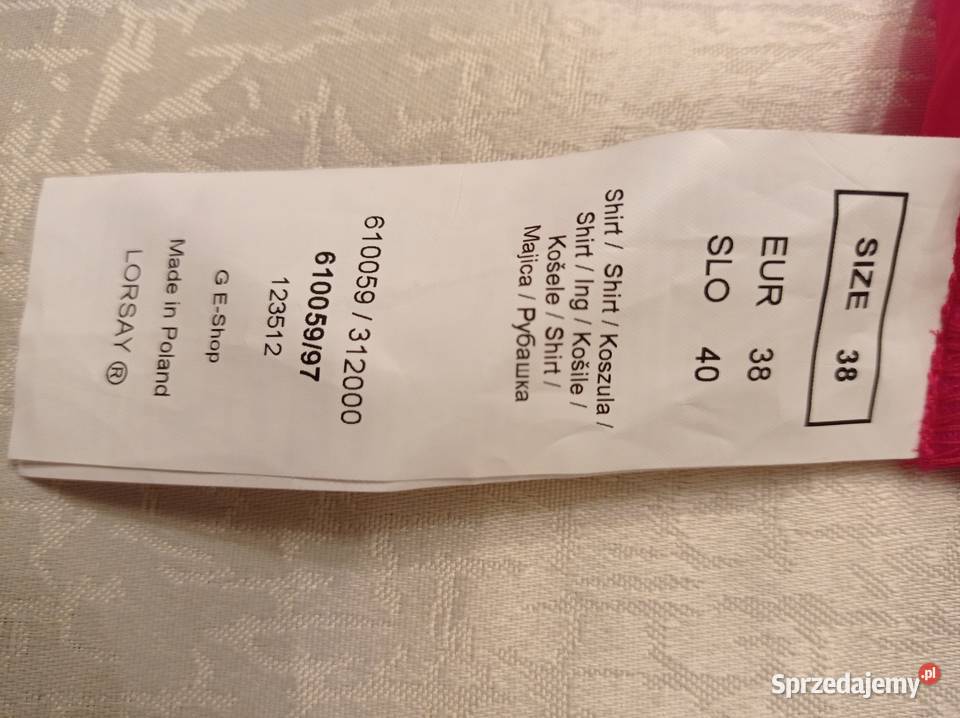 SIZE 38
EUR 38
SLO 40
Shirt / Shirt / Koszula /
Shirt / Ing / Košile /
Košele / Shirt /
Majica / Рубашка
610059 / 312000
610059/97
123512
G E-Shop
Made in Poland
LORSAY ®
Sprzedajemy.pl